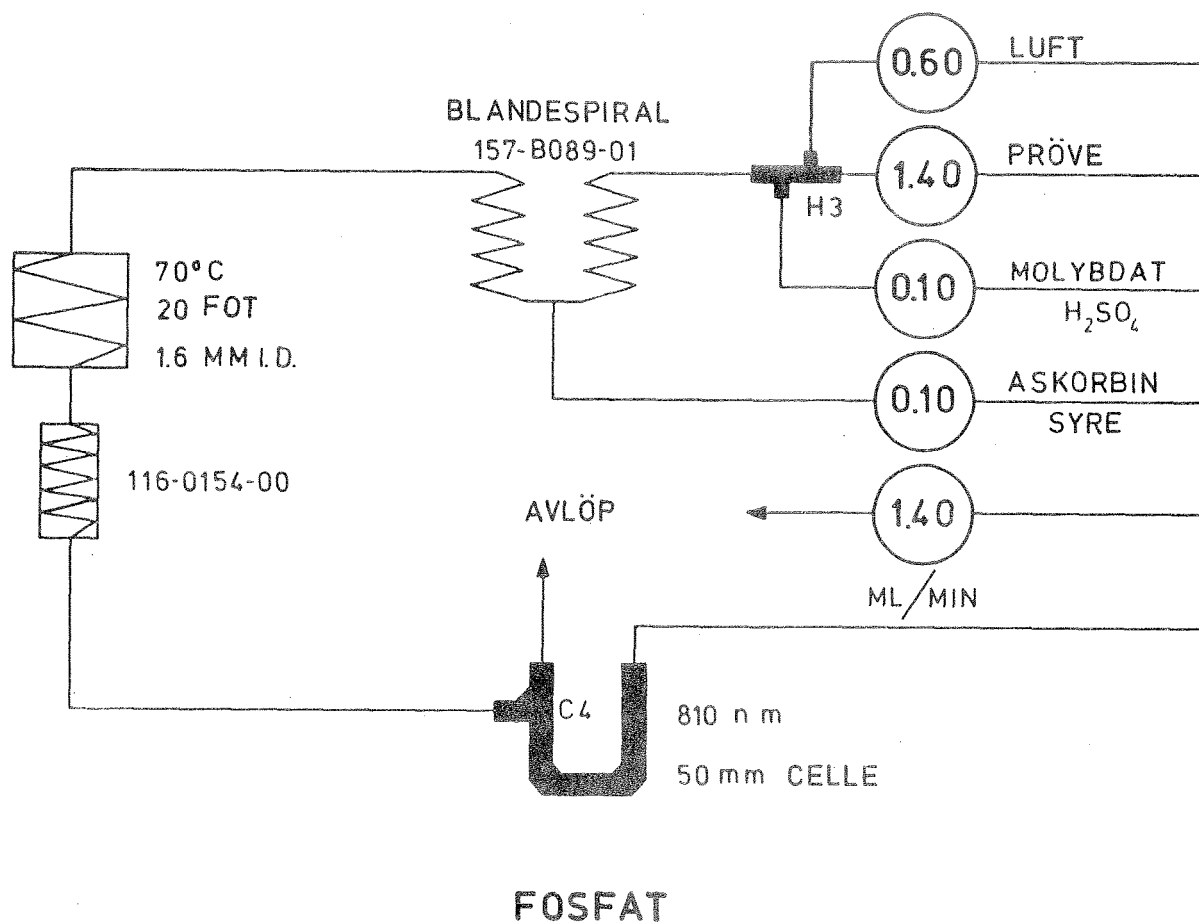 0.60 LUFT
BLANDESPIRAL
157-B089-01
1.40 PRÖVE
H3
70°C
20 FOT
1.6 MM I.D.
0.10 MOLYBDAT
H₂SO₄
0.10 ASKORBIN
SYRE
116-0154-00
AVLÖP
1.40
ML/MIN
C4
810 nm
50 mm CELLE
FOSFAT